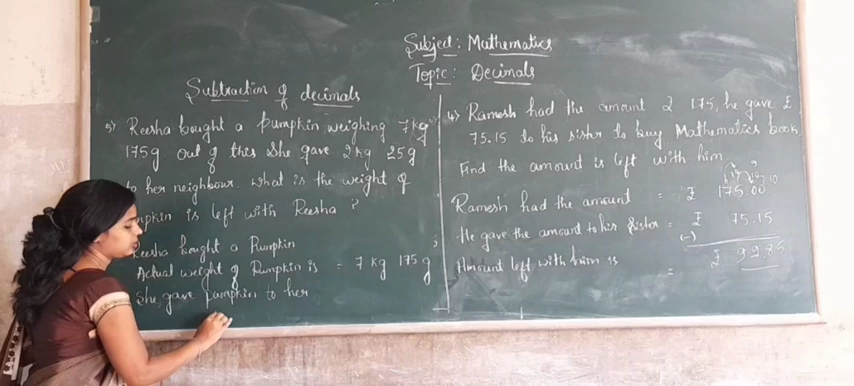 Subject: Mathematics
Topic: Decimals
Subtraction of decimals
5) Reesha bought a pumpkin weighing 7kg
175g out of this she gave 2kg 25g
to her neighbour. what is the weight of
mpkin is left with Reesha ?
Reesha bought a Pumpkin
Actual weight of Pumpkin is = 7 kg 175 g
She gave pumpkin to her
4) Ramesh had the amount ₹ 175, he gave ₹
75.15 to his sister to buy Mathematics book
Find the amount is left with him
Ramesh had the amount = ₹ 175.00
He gave the amount to his sister = ₹ 75.15
(-)
Amount left with him is = ₹ 99.85